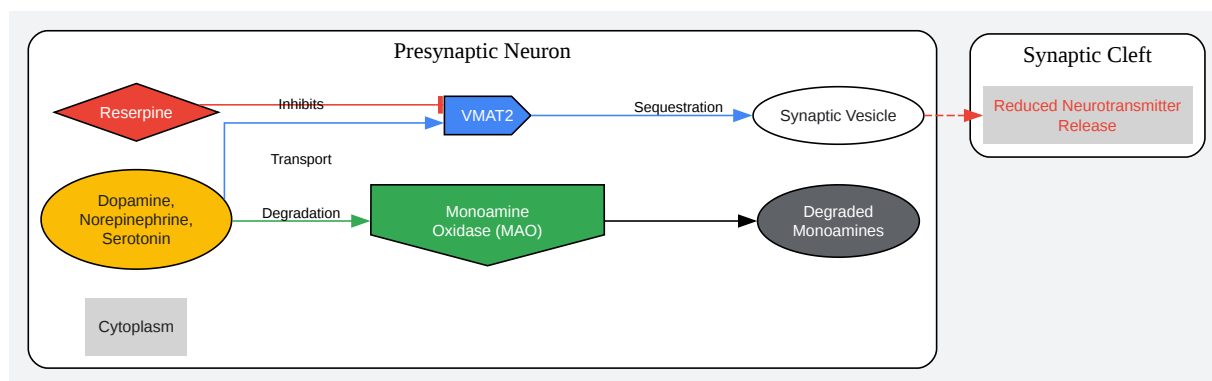 Presynaptic Neuron
Synaptic Cleft
Reserpine
Inhibits
VMAT2
Sequestration
Synaptic Vesicle
Reduced Neurotransmitter
Release
Transport
Dopamine,
Norepinephrine,
Serotonin
Degradation
Monoamine
Oxidase (MAO)
Degraded
Monoamines
Cytoplasm